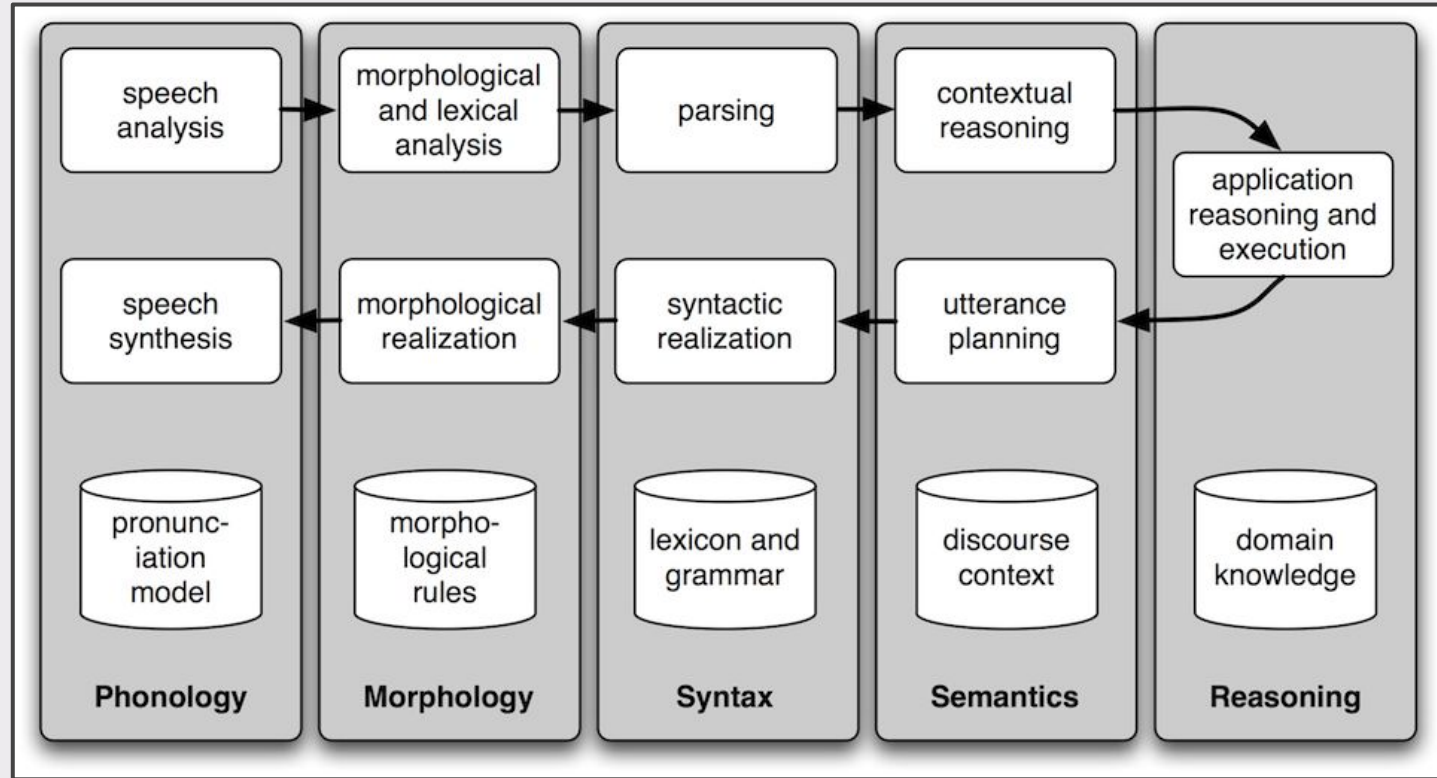 speech
analysis
morphological
and lexical
analysis
parsing
contextual
reasoning
application
reasoning and
execution
speech
synthesis
morphological
realization
syntactic
realization
utterance
planning
pronunc-
iation
model
morpho-
logical
rules
lexicon and
grammar
discourse
context
domain
knowledge
Phonology
Morphology
Syntax
Semantics
Reasoning